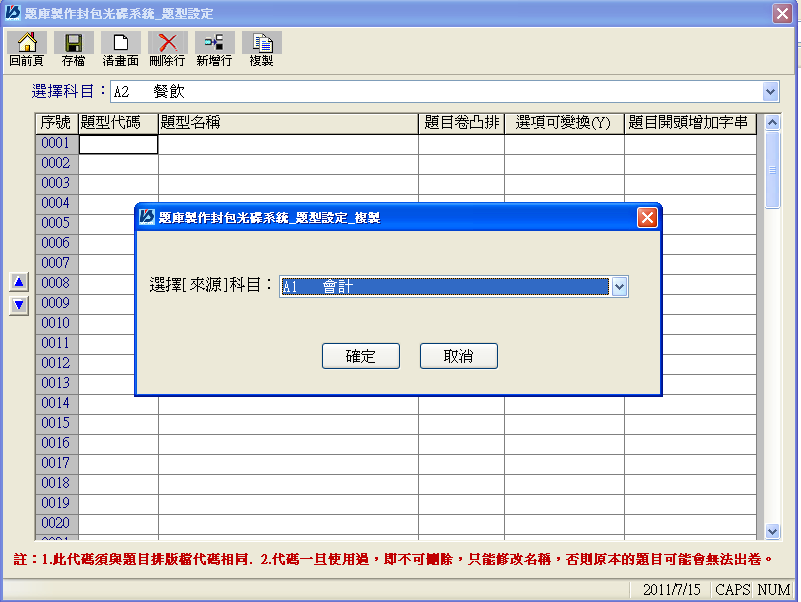 題庫製作封包光碟系統_題型設定
回前頁 存檔 清畫面 刪除行 新增行 複製
選擇科目： A2 餐飲
序號 題型代碼 題型名稱 題目卷凸排 選項可變換(Y) 題目開頭增加字串
0001
0002
0003
0004
題庫製作封包光碟系統_題型設定_複製
0005
0006
0007
0008
選擇[來源]科目： A1 會計
0009
0010
0011
0012
確定 取消
0013
0014
0015
0016
0017
0018
0019
0020
註：1.此代碼須與題目排版檔代碼相同. 2.代碼一旦使用過，即不可刪除，只能修改名稱，否則原本的題目可能會無法出卷。
2011/7/15 CAPS NUM